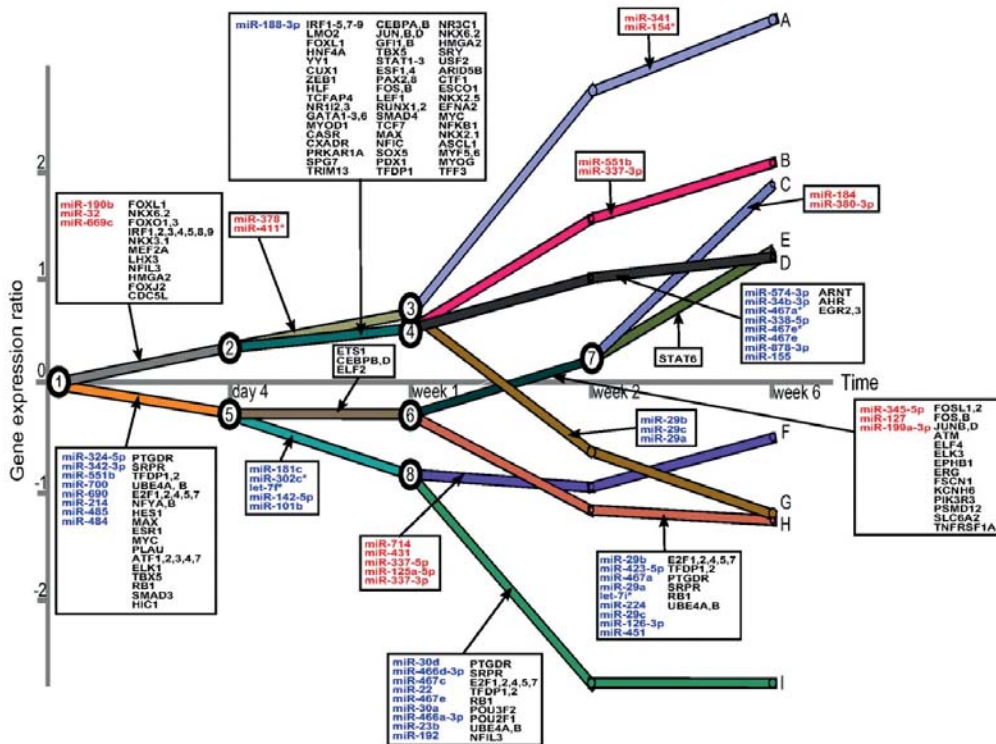 miR-188-3p IRF1-5,7-9 CEBPA,B NR3C1
LMO2 JUN,B,D NKX6.2
FOXL1 GFI1,B HMGA2
HNF4A TBX5 SRY
YY1 STAT1-3 USF2
CUX1 ESF1,4 ARID5B
ZEB1 PAX2,8 CTF1
HLF FOS,B ESCO1
TCFAP4 LEF1 NKX2.5
NR1I2,3 RUNX1,2 EFNA2
GATA1-3,6 SMAD4 MYC
MYOD1 TCF7 NFKB1
CASR MAX NKX2.1
CXADR NFIC ASCL1
PRKAR1A SOX5 MYF5,6
SPG7 PDX1 MYOG
TRIM13 TFDP1 TFF3
miR-341
miR-154*
A
miR-551b
miR-337-3p
B
C
miR-184
miR-380-3p
E
D
miR-190b FOXL1
miR-32 NKX6.2
miR-669c FOXO1,3
IRF1,2,3,4,5,8,9
NKX3.1
MEF2A
LHX3
NFIL3
HMGA2
FOXJ2
CDC5L
miR-378
miR-411*
miR-574-3p ARNT
miR-34b-3p AHR
miR-467a* EGR2,3
miR-338-5p
miR-467e*
miR-467e
miR-878-3p
miR-155
STAT6
ETS1
CEBPB,D
ELF2
Gene expression ratio
2
1
0
-1
-2
1
2
3
4
5
6
7
8
day 4
week 1
week 2
week 6
Time
miR-345-5p FOSL1,2
miR-127 FOS,B
miR-199a-3p JUNB,D
ATM
ELF4
ELK3
EPHB1
ERG
FSCN1
KCNH6
PIK3R3
PSMD12
SLC6A2
TNFRSF1A
miR-29b
miR-29c
miR-29a
F
G
H
I
miR-324-5p PTGDR
miR-342-3p SRPR
miR-551b TFDP1,2
miR-700 UBE4A, B
miR-690 E2F1,2,4,5,7
miR-214 NFYA,B
miR-485 HES1
miR-484 MAX
ESR1
MYC
PLAU
ATF1,2,3,4,7
ELK1
TBX5
RB1
SMAD3
HIC1
miR-181c
miR-302c*
let-7f*
miR-142-5p
miR-101b
miR-714
miR-431
miR-337-5p
miR-125a-5p
miR-337-3p
miR-29b E2F1,2,4,5,7
miR-423-5p TFDP1,2
miR-467a PTGDR
miR-29a SRPR
let-7i* RB1
miR-224 UBE4A,B
miR-29c
miR-126-3p
miR-451
miR-30d PTGDR
miR-466d-3p SRPR
miR-467c E2F1,2,4,5,7
miR-22 TFDP1,2
miR-467e RB1
miR-30a POU3F2
miR-466a-3p POU2F1
miR-23b UBE4A,B
miR-192 NFIL3